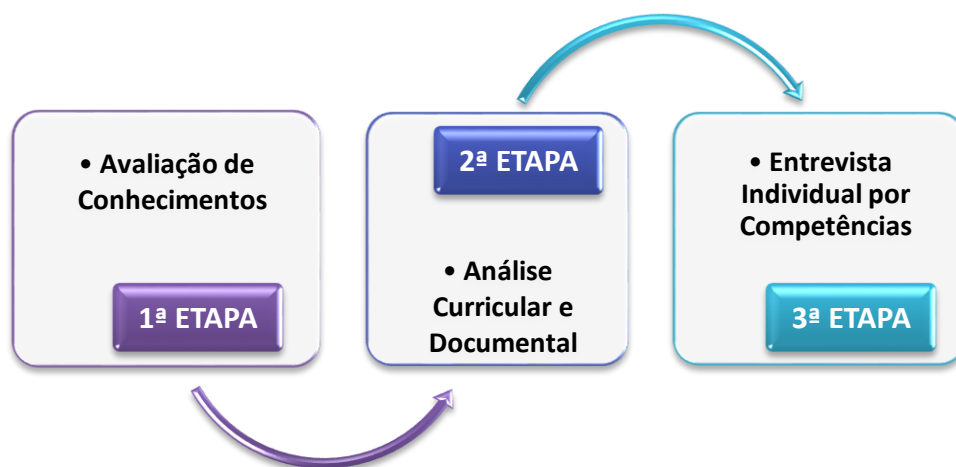 • Avaliação de
Conhecimentos
1ª ETAPA
2ª ETAPA
• Análise
Curricular e
Documental
• Entrevista
Individual por
Competências
3ª ETAPA